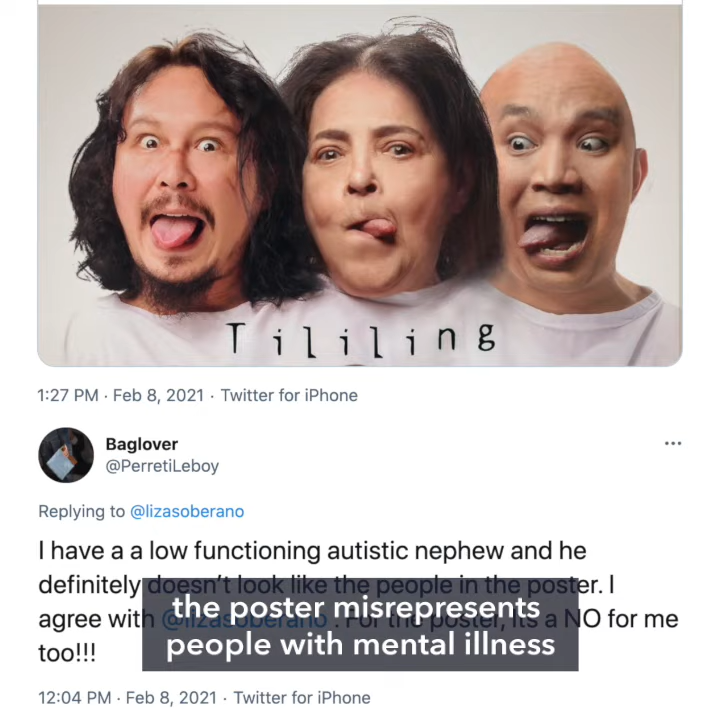 Tililing
1:27 PM · Feb 8, 2021 · Twitter for iPhone
Baglover
@PerretiLeboy
Replying to @lizasoberano
I have a a low functioning autistic nephew and he
definitely doesn't look like the people in the poster. I
agree with @lizasoberano . For the poster, its a NO for me
too!!!
the poster misrepresents
people with mental illness
12:04 PM · Feb 8, 2021 · Twitter for iPhone